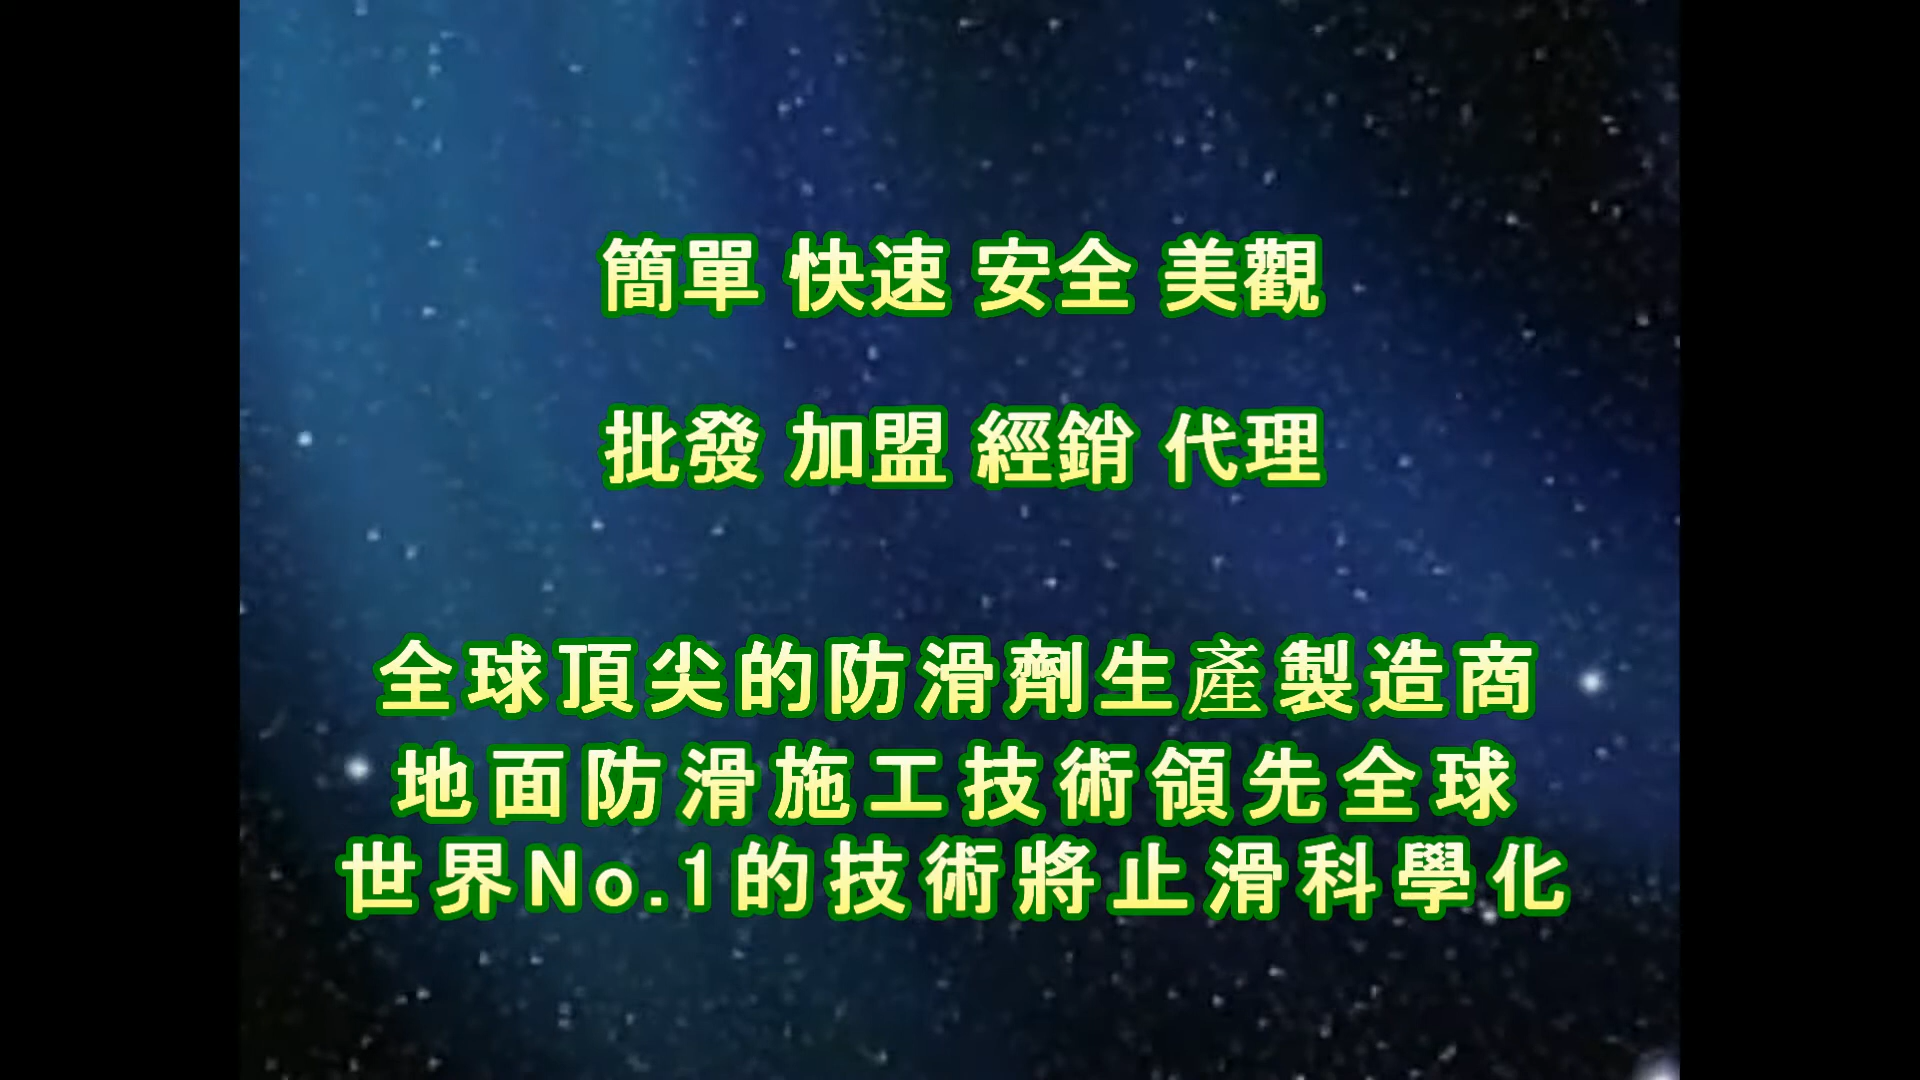 簡單 快速 安全 美觀
批發 加盟 經銷 代理
全球頂尖的防滑劑生產製造商
地面防滑施工技術領先全球
世界No.1的技術將止滑科學化